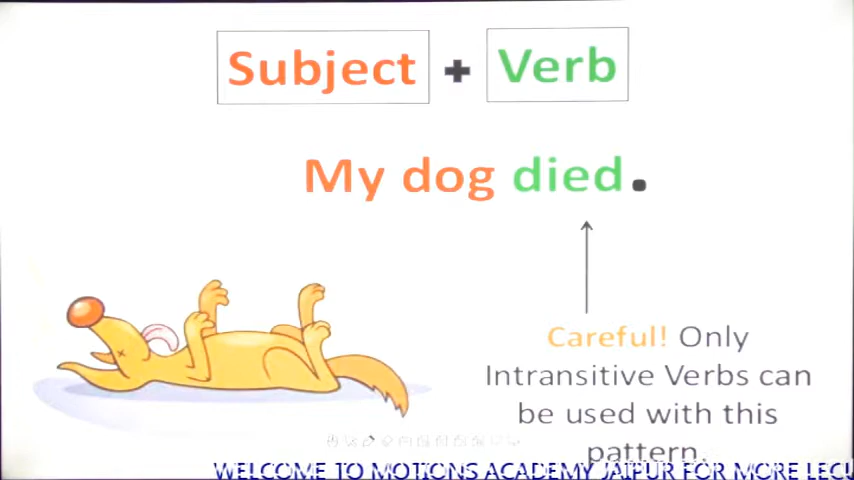 Subject + Verb
My dog died.
Careful! Only
Intransitive Verbs can
be used with this
pattern.
WELCOME TO MOTIONS ACADEMY JAIPUR FOR MORE LECU